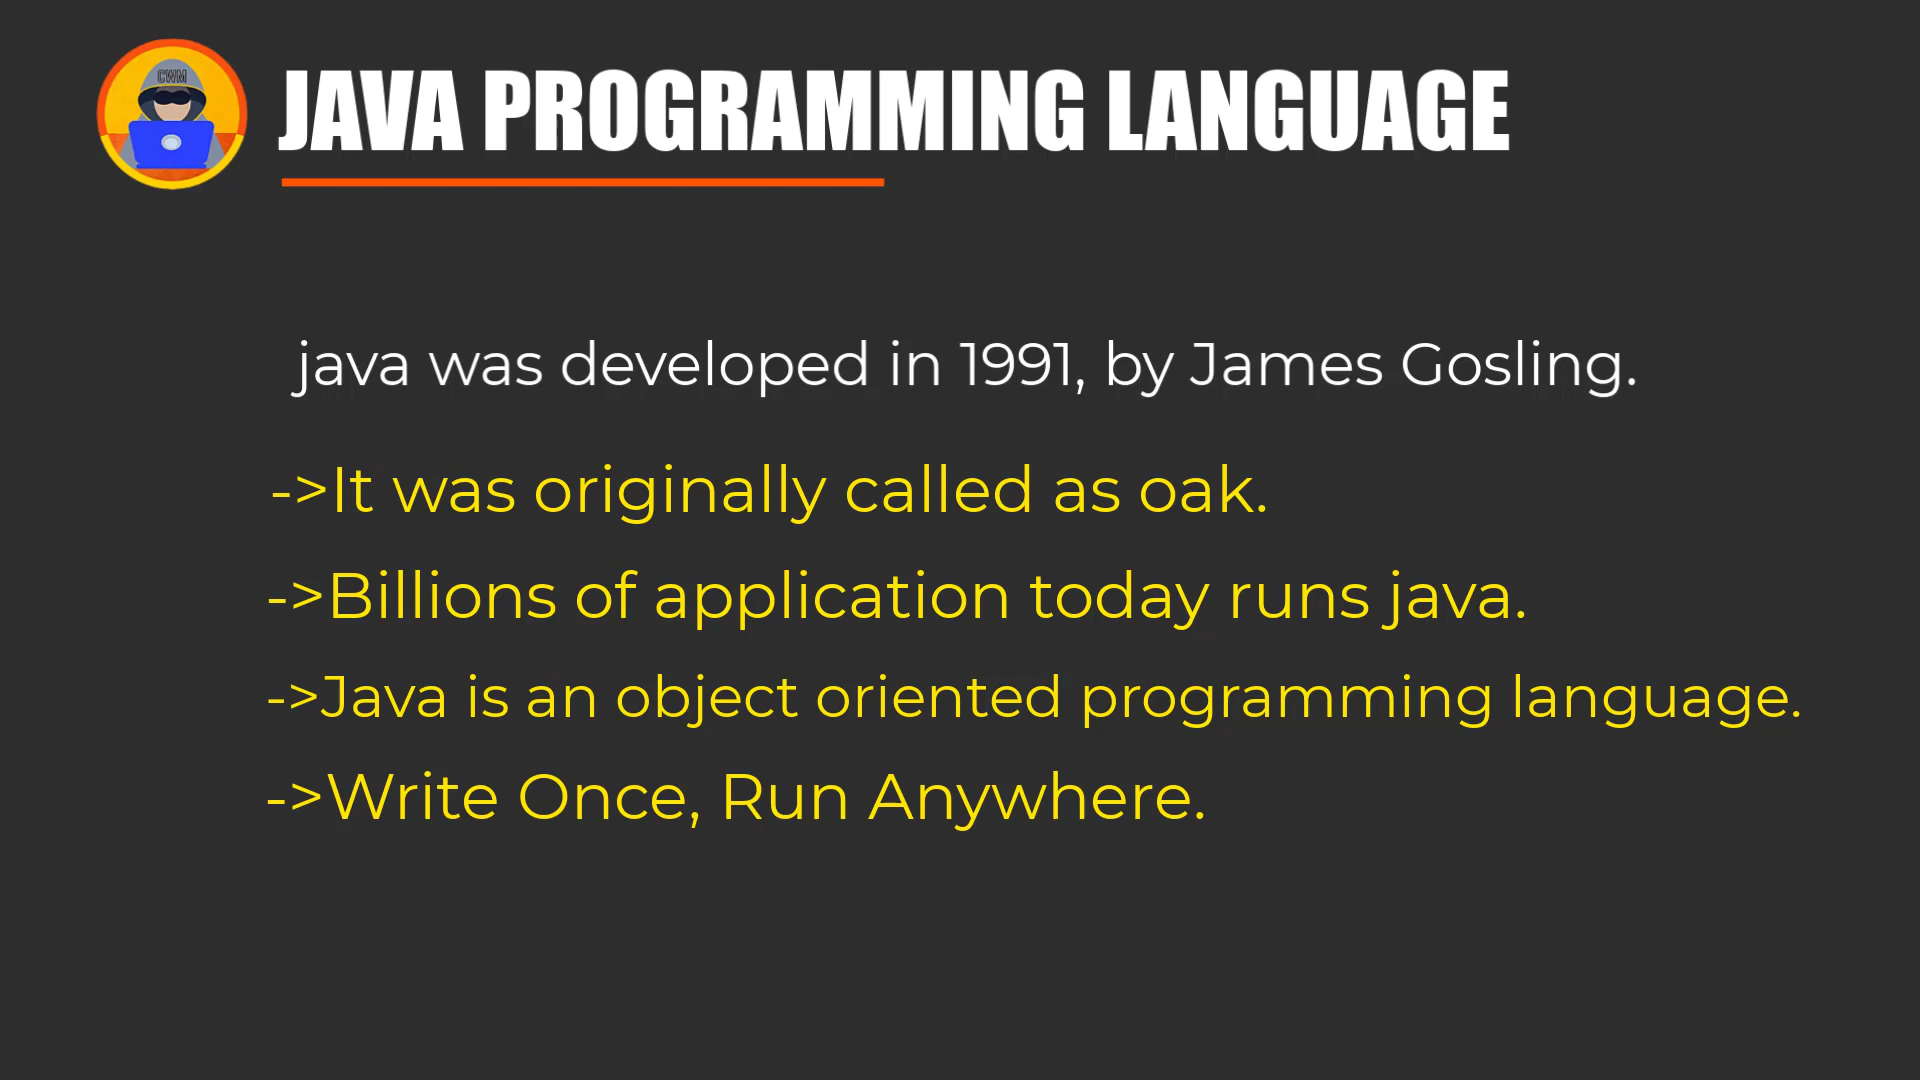 CWM
JAVA PROGRAMMING LANGUAGE
java was developed in 1991, by James Gosling.
->It was originally called as oak.
->Billions of application today runs java.
->Java is an object oriented programming language.
->Write Once, Run Anywhere.